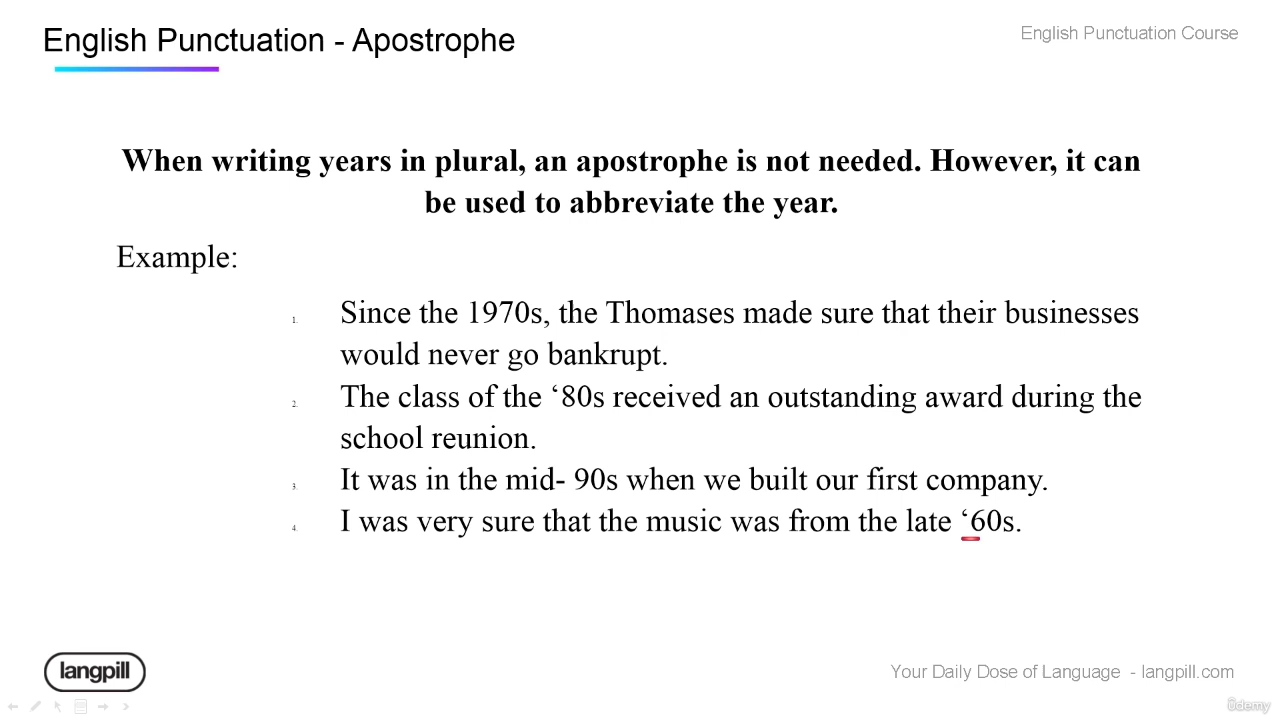 English Punctuation - Apostrophe
English Punctuation Course
When writing years in plural, an apostrophe is not needed. However, it can
be used to abbreviate the year.
Example:
1. Since the 1970s, the Thomases made sure that their businesses
would never go bankrupt.
2. The class of the ‘80s received an outstanding award during the
school reunion.
3. It was in the mid- 90s when we built our first company.
4. I was very sure that the music was from the late ‘60s.
langpill
Your Daily Dose of Language - langpill.com
ûdemy